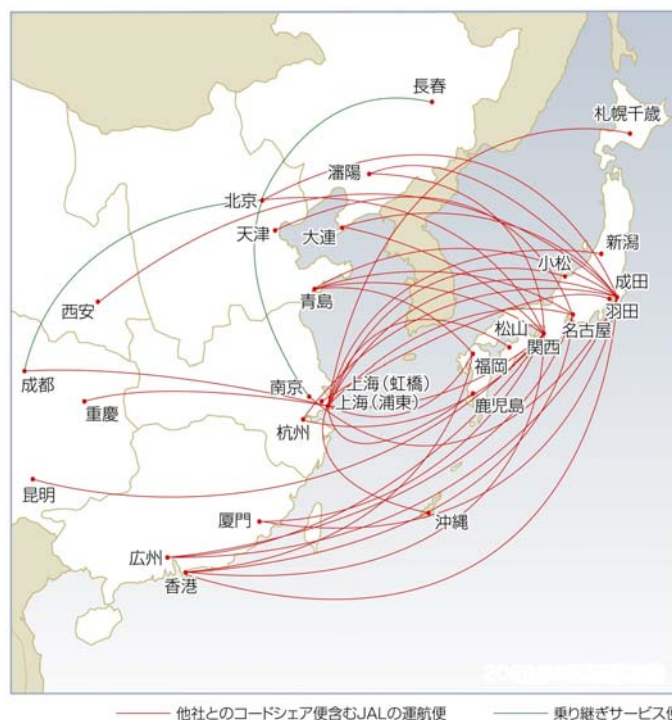 長春
札幌千歳
瀋陽
北京
天津
大連
新潟
小松
成田
羽田
青島
西安
松山
名古屋
関西
福岡
成都
南京
上海（虹橋）
上海（浦東）
重慶
鹿児島
杭州
昆明
厦門
沖縄
広州
香港
他社とのコードシェア便含むJALの運航便
乗り継ぎサービス